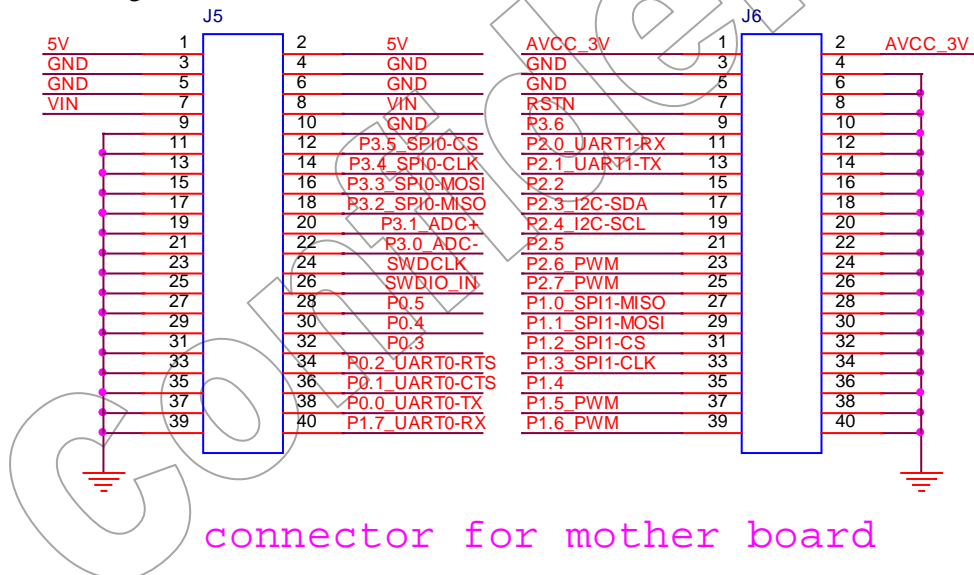 J5 J6
5V 1 2 5V AVCC_3V 1 2 AVCC_3V
GND 3 4 GND GND 3 4
GND 5 6 GND GND 5 6
VIN 7 8 VIN RSTN 7 8
9 10 GND P3.6 9 10
11 12 P3.5_SPI0-CS P2.0_UART1-RX 11 12
13 14 P3.4_SPI0-CLK P2.1_UART1-TX 13 14
15 16 P3.3_SPI0-MOSI P2.2 15 16
17 18 P3.2_SPI0-MISO P2.3_I2C-SDA 17 18
19 20 P3.1_ADC+ P2.4_I2C-SCL 19 20
21 22 P3.0_ADC- P2.5 21 22
23 24 SWDCLK P2.6_PWM 23 24
25 26 SWDIO_IN P2.7_PWM 25 26
27 28 P0.5 P1.0_SPI1-MISO 27 28
29 30 P0.4 P1.1_SPI1-MOSI 29 30
31 32 P0.3 P1.2_SPI1-CS 31 32
33 34 P0.2_UART0-RTS P1.3_SPI1-CLK 33 34
35 36 P0.1_UART0-CTS P1.4 35 36
37 38 P0.0_UART0-TX P1.5_PWM 37 38
39 40 P1.7_UART0-RX P1.6_PWM 39 40
connector for mother board